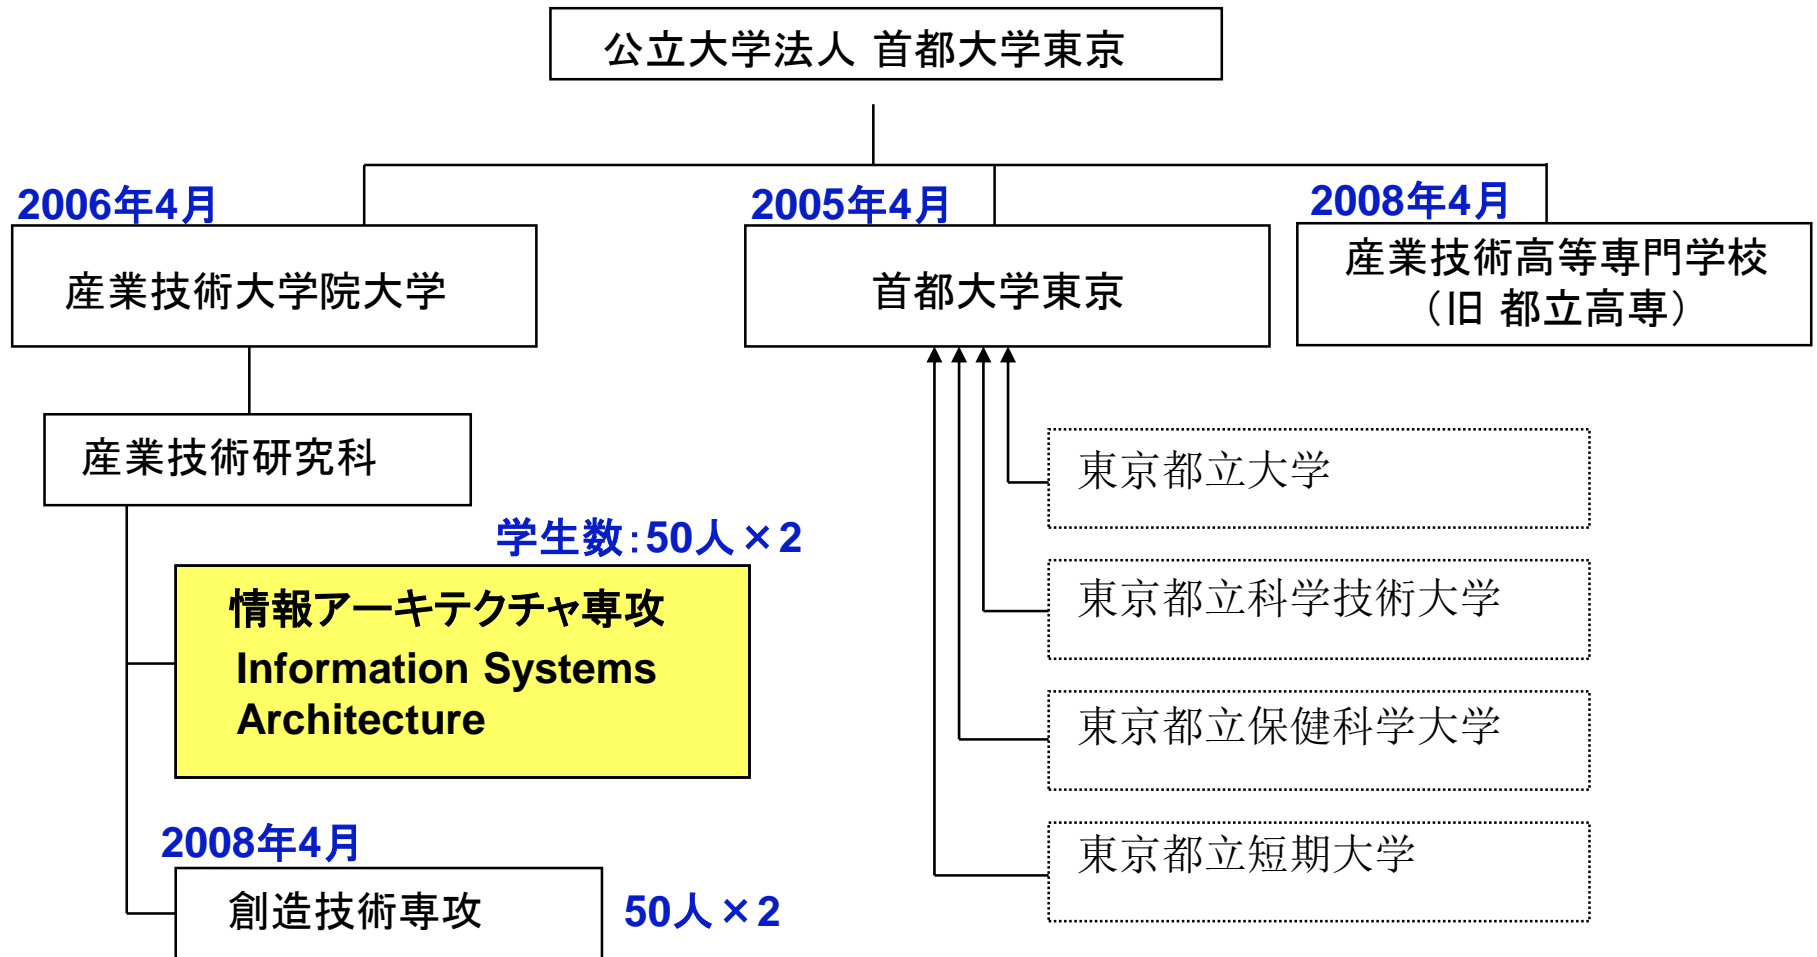 公立大学法人 首都大学東京
2006年4月
産業技術大学院大学
2005年4月
首都大学東京
2008年4月
産業技術高等専門学校
（旧 都立高専）
産業技術研究科
学生数：50人×2
情報アーキテクチャ専攻
Information Systems
Architecture
2008年4月
創造技術専攻
50人×2
東京都立大学
東京都立科学技術大学
東京都立保健科学大学
東京都立短期大学